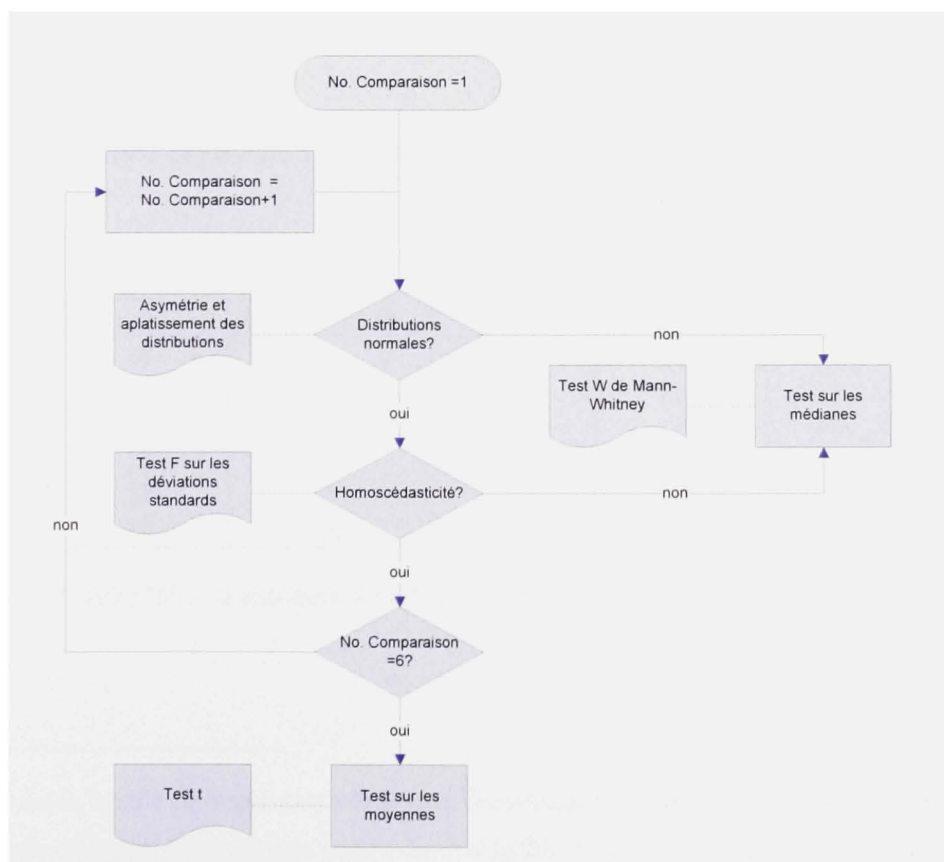 No. Comparaison =1
No. Comparaison =
No. Comparaison+1
Asymétrie et
aplatissement des
distributions
Distributions
normales?
non
Test W de Mann-
Whitney
Test sur les
médianes
oui
Test F sur les
déviations
standards
Homoscédasticité?
non
non
oui
No. Comparaison
=6?
oui
Test t
Test sur les
moyennes